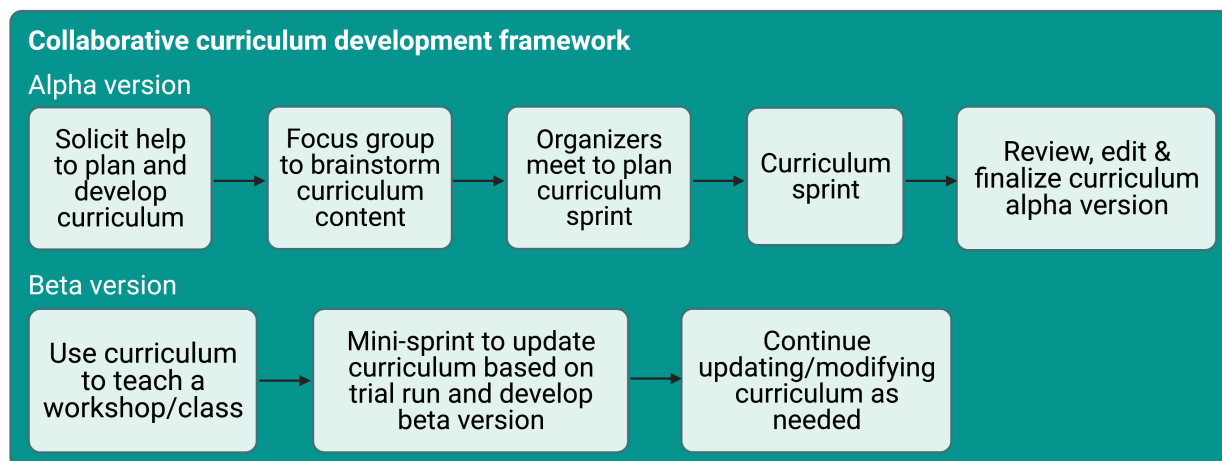 Collaborative curriculum development framework
Alpha version
Solicit help
to plan and
develop
curriculum
Focus group
to brainstorm
curriculum
content
Organizers
meet to plan
curriculum
sprint
Curriculum
sprint
Review, edit &
finalize curriculum
alpha version
Beta version
Use curriculum
to teach a
workshop/class
Mini-sprint to update
curriculum based on
trial run and develop
beta version
Continue
updating/modifying
curriculum as
needed